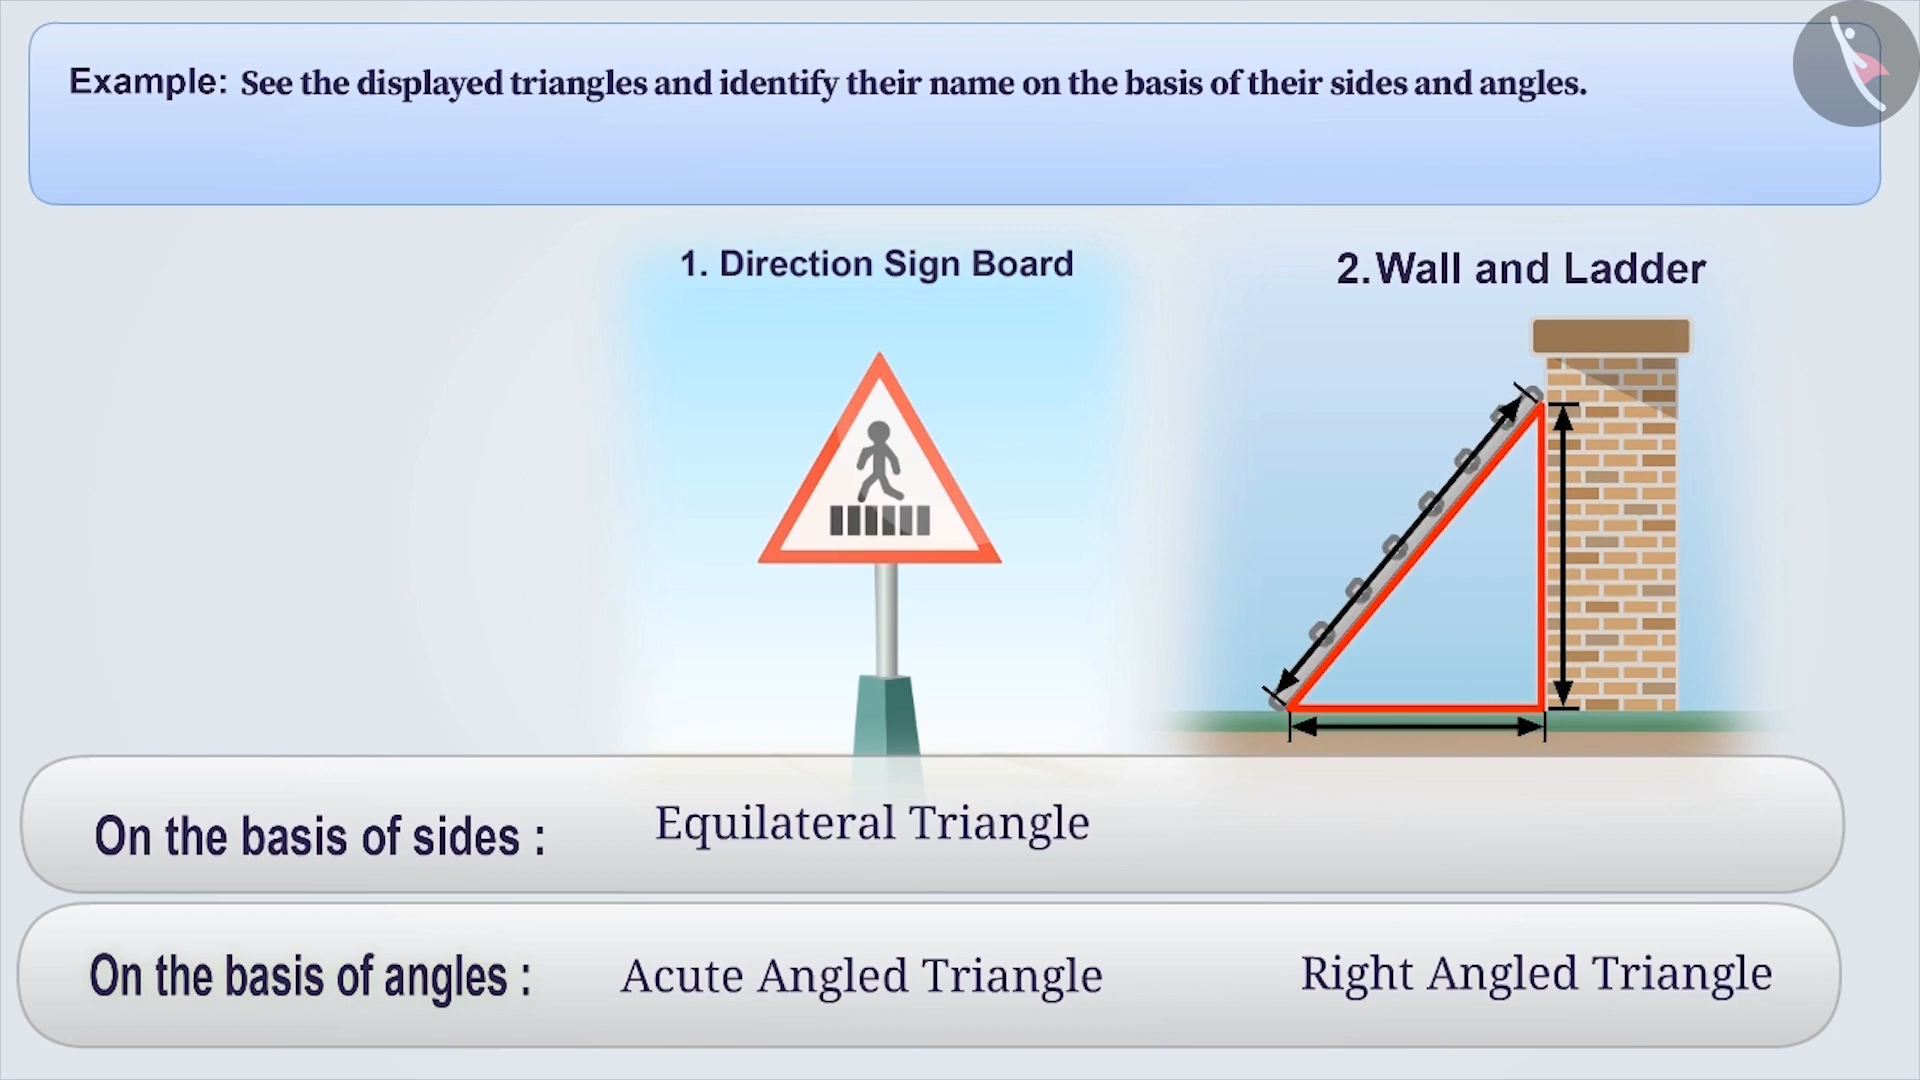 Example: See the displayed triangles and identify their name on the basis of their sides and angles.
1. Direction Sign Board
2. Wall and Ladder
On the basis of sides : Equilateral Triangle
On the basis of angles : Acute Angled Triangle Right Angled Triangle